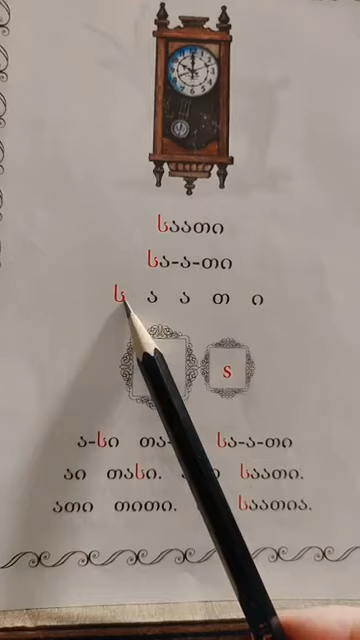 საათი
სა-ა-თი
ს ა ა თ ი
s
ა-სი სა-ა-თი
აი თასი. საათი.
ათი თითი. საათია.